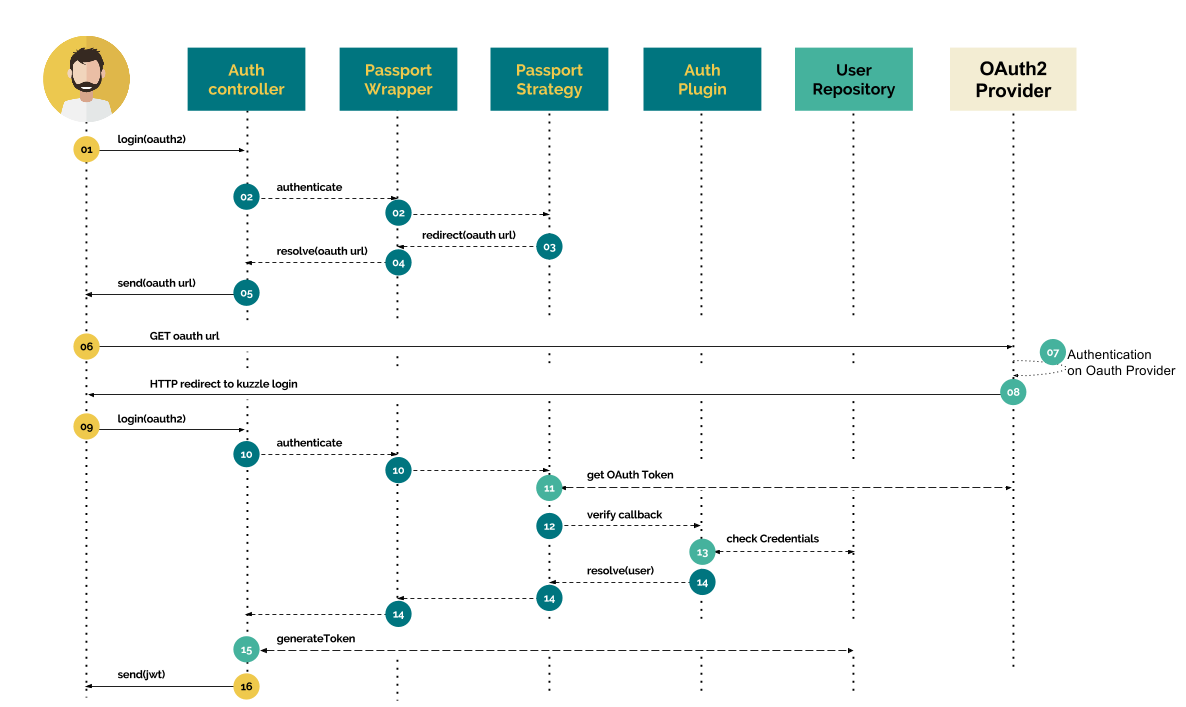 Auth
controller
Passport
Wrapper
Passport
Strategy
Auth
Plugin
User
Repository
OAuth2
Provider
login(oauth2)
01
authenticate
02
02
redirect(oauth url)
03
resolve(oauth url)
04
send(oauth url)
05
GET oauth url
06
07
Authentication
on Oauth Provider
HTTP redirect to kuzzle login
08
login(oauth2)
09
authenticate
10
10
get OAuth Token
11
verify callback
12
check Credentials
13
resolve(user)
14
14
14
generateToken
15
send(jwt)
16